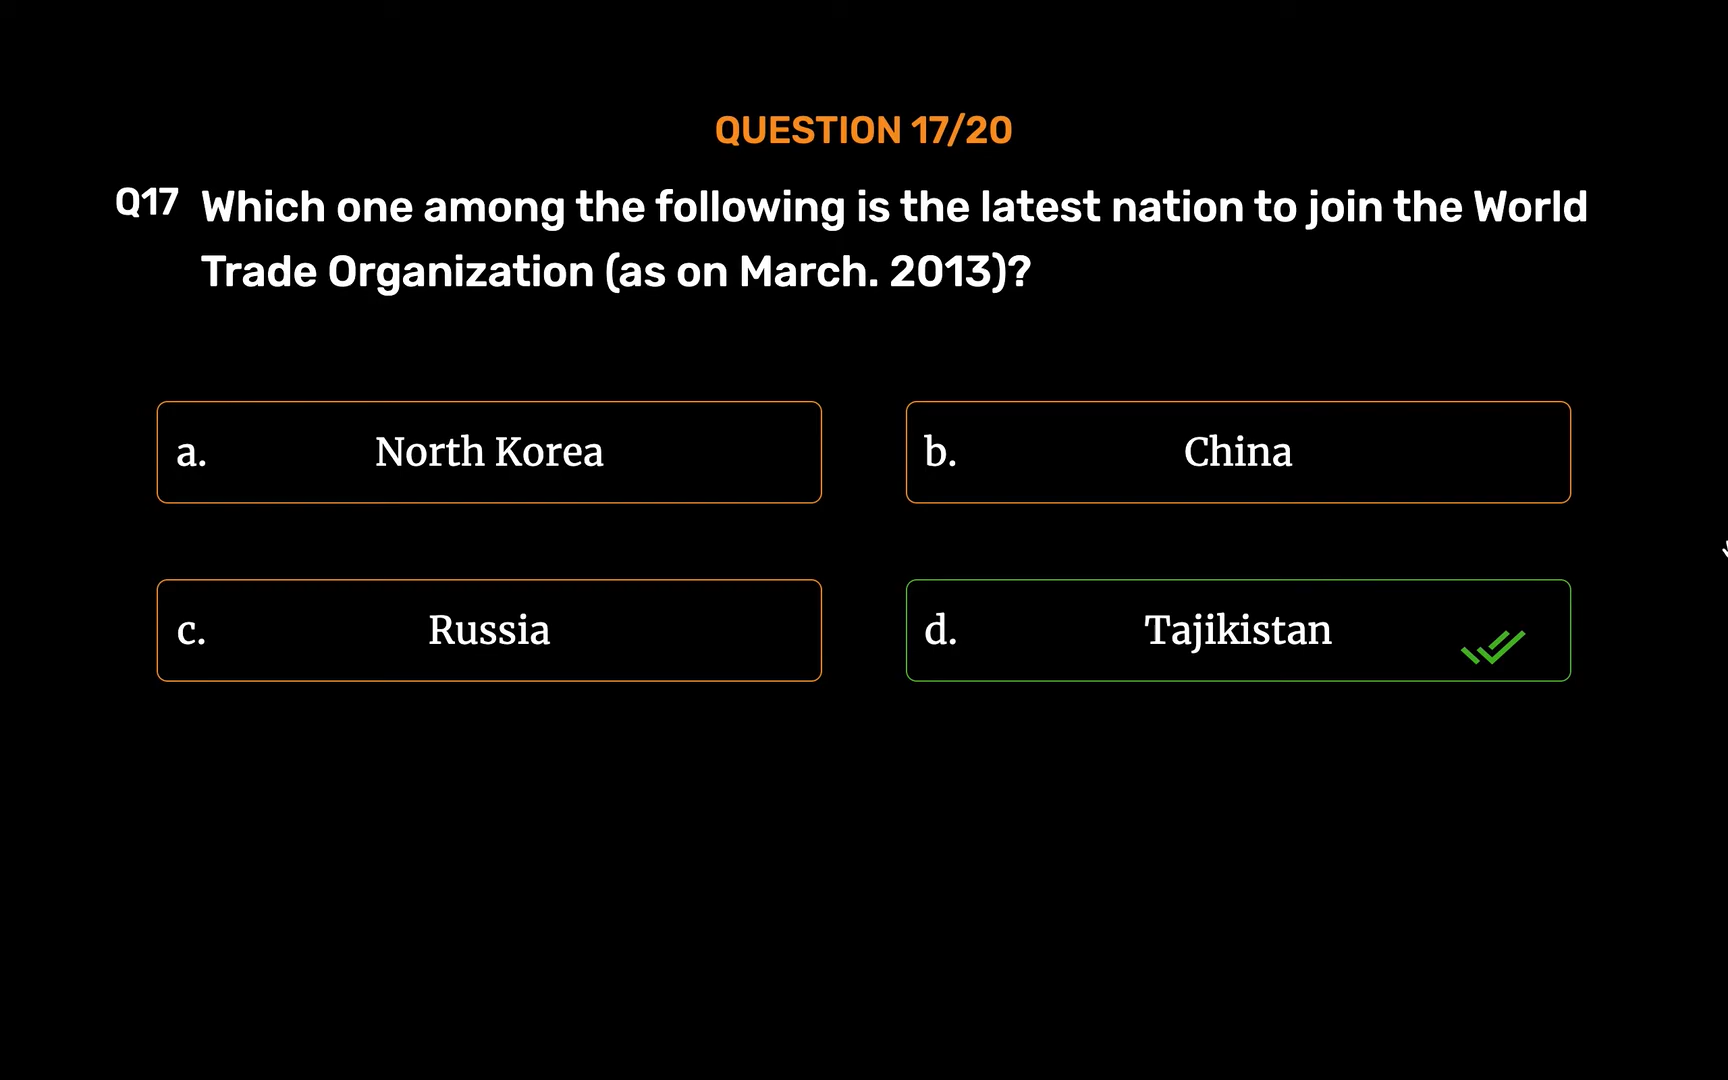 QUESTION 17/20
Q17 Which one among the following is the latest nation to join the World
Trade Organization (as on March. 2013)?
a. North Korea
b. China
c. Russia
d. Tajikistan